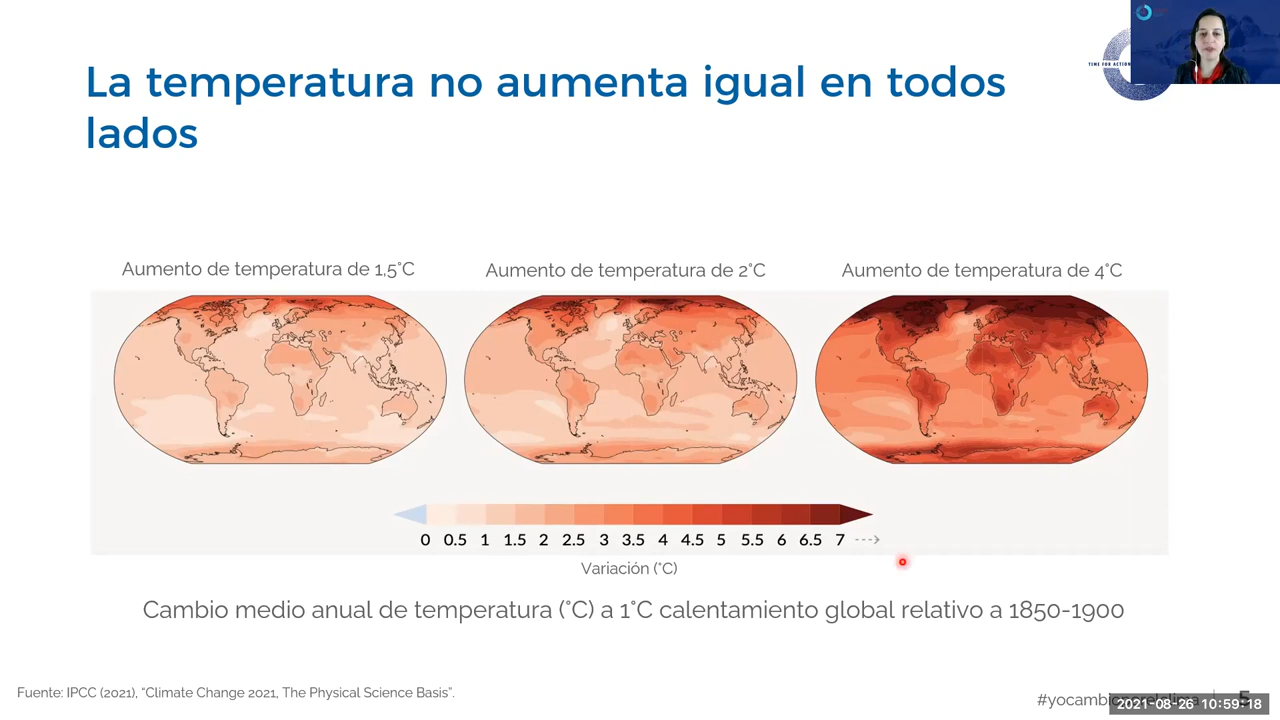 TIME FOR ACTION
La temperatura no aumenta igual en todos
lados
Aumento de temperatura de 1,5°C
Aumento de temperatura de 2°C
Aumento de temperatura de 4°C
0 0.5 1 1.5 2 2.5 3 3.5 4 4.5 5 5.5 6 6.5 7
Variación (°C)
Cambio medio anual de temperatura (°C) a 1°C calentamiento global relativo a 1850-1900
Fuente: IPCC (2021), “Climate Change 2021, The Physical Science Basis”.
5
2021-08-26 10:59:18